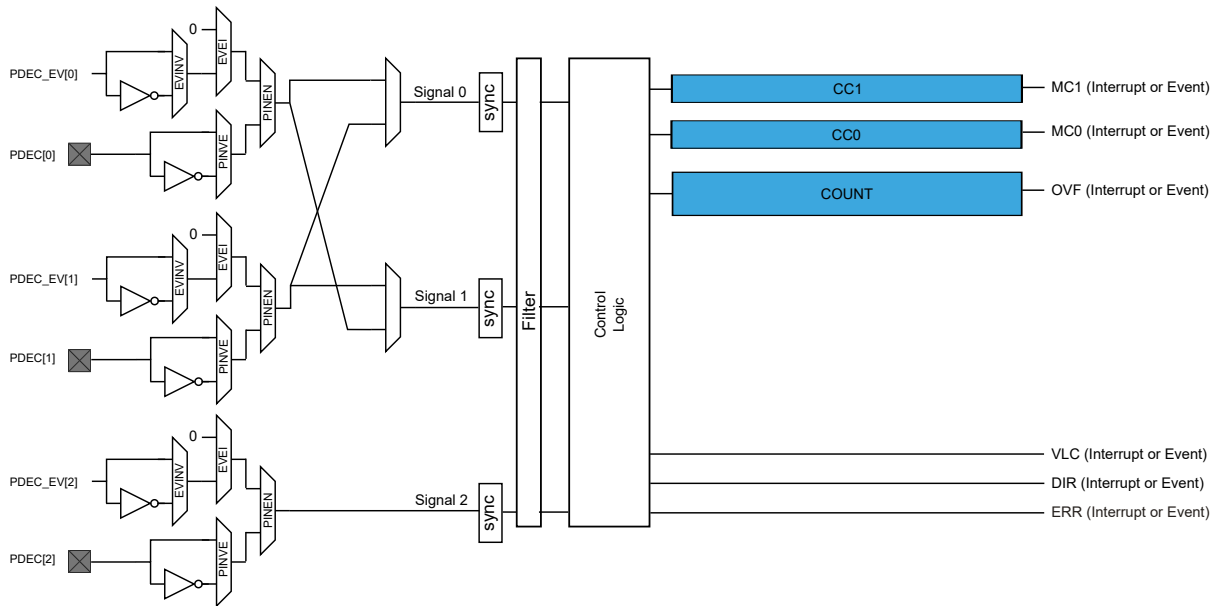 0
PDEC_EV[0]
EVINV
EVEI
PINEN
PDEC[0]
PINVE
Signal 0
sync
0
PDEC_EV[1]
EVINV
EVEI
PINEN
PDEC[1]
PINVE
Signal 1
sync
0
PDEC_EV[2]
EVINV
EVEI
PINEN
PDEC[2]
PINVE
Signal 2
sync
Filter
Control
Logic
CC1
MC1 (Interrupt or Event)
CC0
MC0 (Interrupt or Event)
COUNT
OVF (Interrupt or Event)
VLC (Interrupt or Event)
DIR (Interrupt or Event)
ERR (Interrupt or Event)